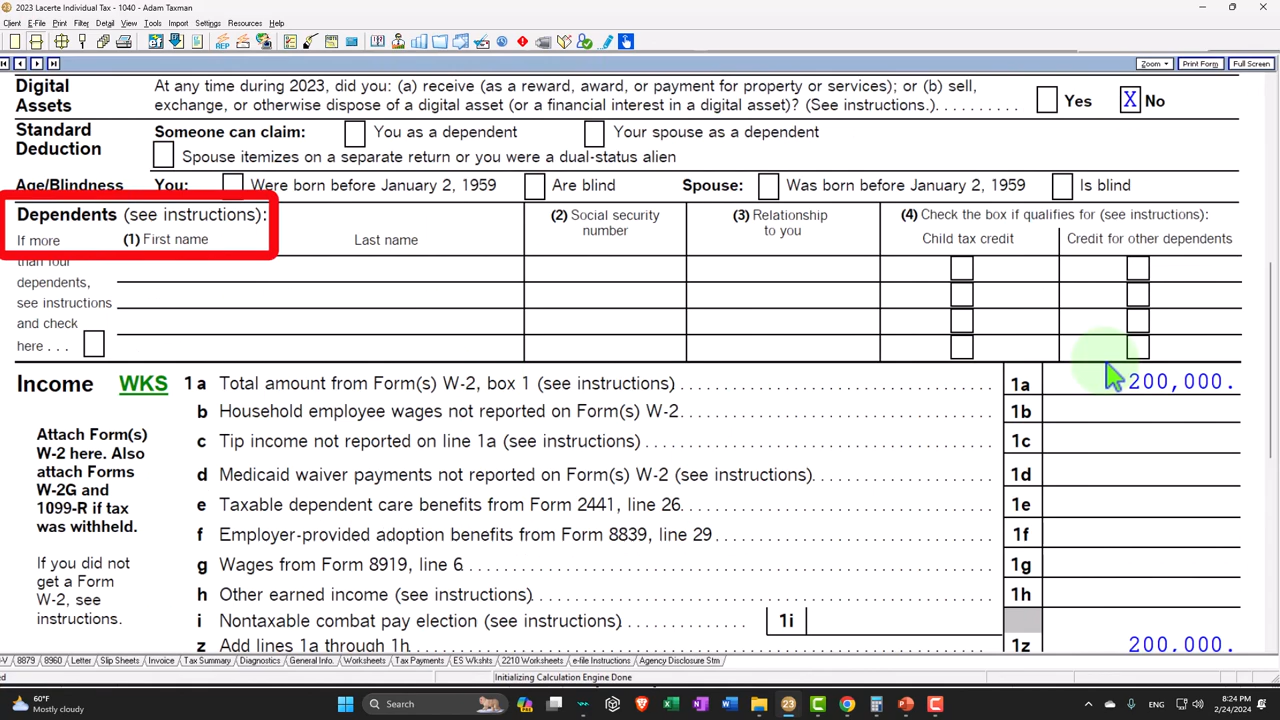 2023 Lacerte Individual Tax - 1040 - Adam Taxman
Client E-File Print Filter Detail View Tools Import Settings Resources Help
Zoom Print Form Full Screen
Digital Assets
At any time during 2023, did you: (a) receive (as a reward, award, or payment for property or services); or (b) sell,
exchange, or otherwise dispose of a digital asset (or a financial interest in a digital asset)? (See instructions.) Yes X No
Standard Deduction
Someone can claim: You as a dependent Your spouse as a dependent
Spouse itemizes on a separate return or you were a dual-status alien
Age/Blindness You: Were born before January 2, 1959 Are blind Spouse: Was born before January 2, 1959 Is blind
Dependents (see instructions):
(1) First name Last name
(2) Social security
number
(3) Relationship
to you
(4) Check the box if qualifies for (see instructions):
Child tax credit Credit for other dependents
If more
than four
dependents,
see instructions
and check
here . . .
Income WKS 1 a Total amount from Form(s) W-2, box 1 (see instructions) 1a 200,000.
b Household employee wages not reported on Form(s) W-2 1b
c Tip income not reported on line 1a (see instructions) 1c
d Medicaid waiver payments not reported on Form(s) W-2 (see instructions) 1d
e Taxable dependent care benefits from Form 2441, line 26 1e
f Employer-provided adoption benefits from Form 8839, line 29 1f
g Wages from Form 8919, line 6 1g
h Other earned income (see instructions) 1h
i Nontaxable combat pay election (see instructions) 1i
z Add lines 1a through 1h 1z 200,000.
Attach Form(s)
W-2 here. Also
attach Forms
W-2G and
1099-R if tax
was withheld.
If you did not
get a Form
W-2, see
instructions.
8879 8960 Letter Slip Sheets Invoice Tax Summary Diagnostics General Info. Worksheets Tax Payments ES Wkshts 2210 Worksheets e-file Instructions Agency Disclosure Stm
Initializing Calculation Engine Done
60°F
Mostly cloudy
Search
ENG
8:24 PM
2/24/2024